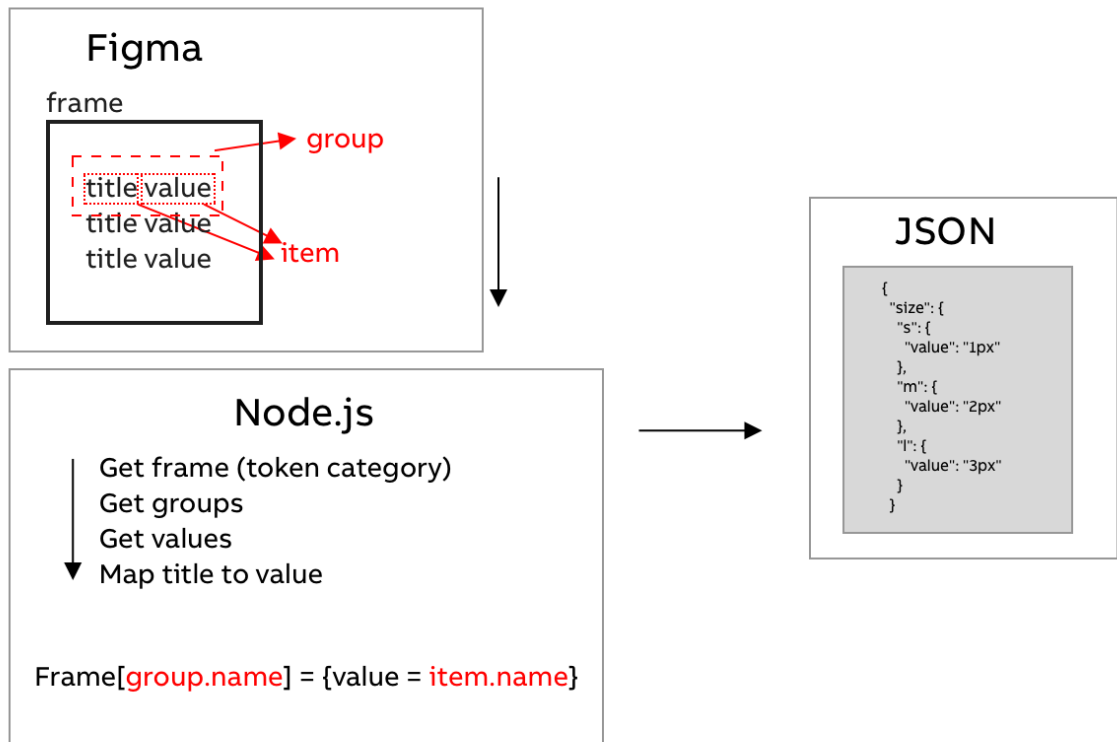 Figma
frame
group
title value
title value
title value
item
Node.js
Get frame (token category)
Get groups
Get values
Map title to value
Frame[group.name] = {value = item.name}
JSON
{
"size": {
"s": {
"value": "1px"
},
"m": {
"value": "2px"
},
"l": {
"value": "3px"
}
}